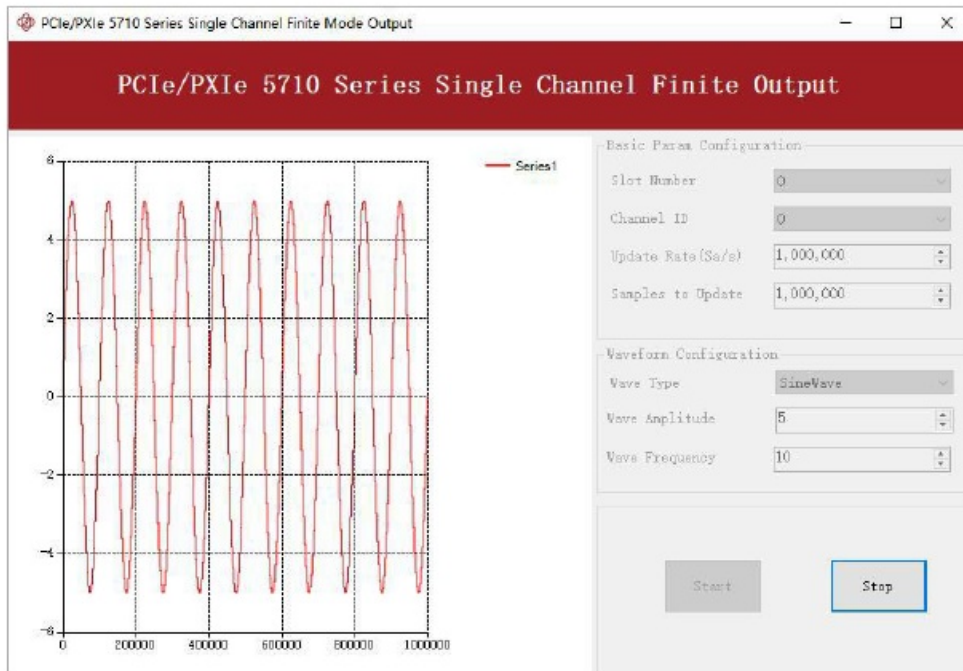 PCIe/PXIe 5710 Series Single Channel Finite Mode Output
PCIe/PXIe 5710 Series Single Channel Finite Output
6
4
2
0
-2
-4
-6
0 200000 400000 600000 800000 1000000
Series1
Basic Param Configuration
Slot Number 0
Channel ID 0
Update Rate(Sa/s) 1,000,000
Samples to Update 1,000,000
Waveform Configuration
Wave Type SineWave
Wave Amplitude 5
Wave Frequency 10
Start Stop